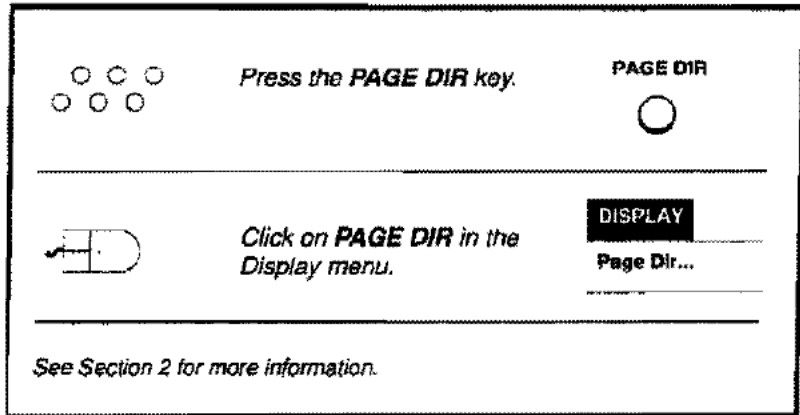 Press the PAGE DIR key.
PAGE DIR
Click on PAGE DIR in the
Display menu.
DISPLAY
Page Dir...
See Section 2 for more information.